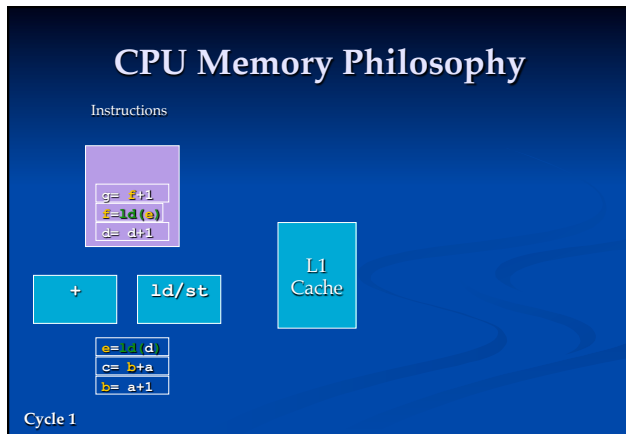 CPU Memory Philosophy
Instructions
g= f+1
f=ld(e)
d= d+1
+
ld/st
L1
Cache
e=ld(d)
c= b+a
b= a+1
Cycle 1